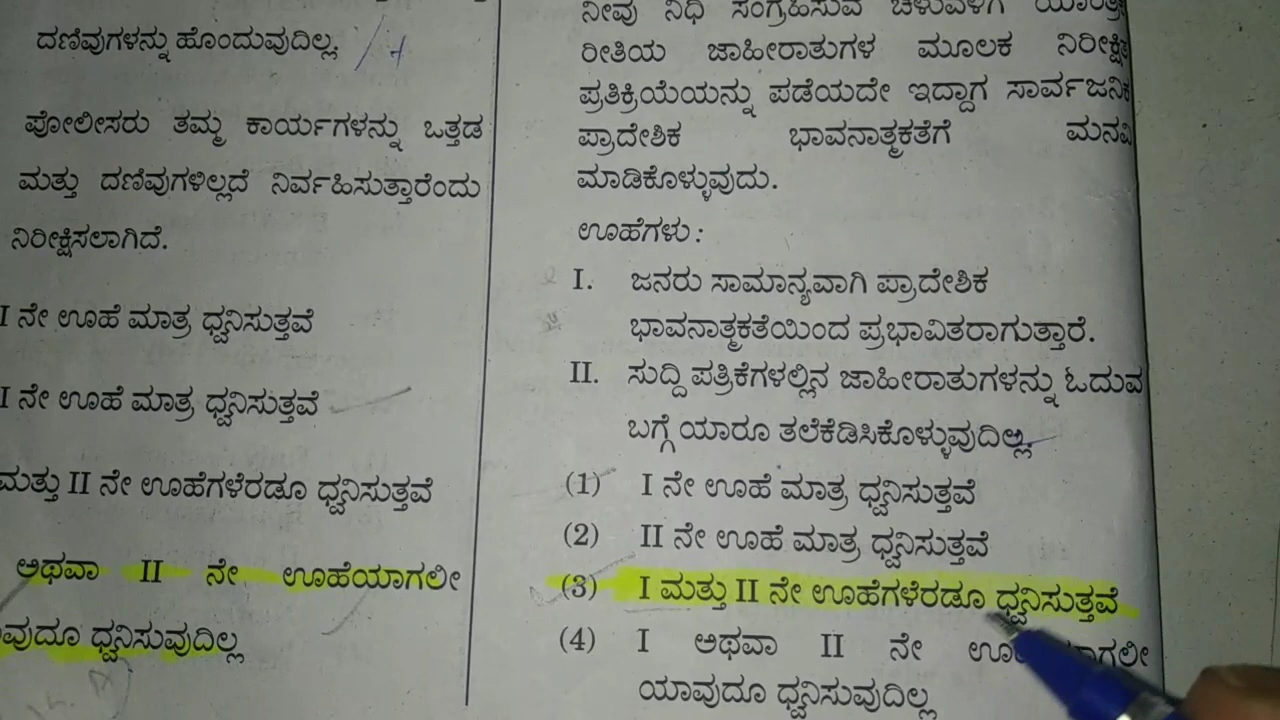 ದಣಿವುಗಳನ್ನು ಹೊಂದುವುದಿಲ್ಲ.
ಪೋಲೀಸರು ತಮ್ಮ ಕಾರ್ಯಗಳನ್ನು ಒತ್ತಡ
ಮತ್ತು ದಣಿವುಗಳಿಲ್ಲದೆ ನಿರ್ವಹಿಸುತ್ತಾರೆಂದು
ನಿರೀಕ್ಷಿಸಲಾಗಿದೆ.
I ನೇ ಊಹೆ ಮಾತ್ರ ಧ್ವನಿಸುತ್ತವೆ
I ನೇ ಊಹೆ ಮಾತ್ರ ಧ್ವನಿಸುತ್ತವೆ
ಮತ್ತು II ನೇ ಊಹೆಗಳೆರಡೂ ಧ್ವನಿಸುತ್ತವೆ
ಅಥವಾ II ನೇ ಊಹೆಯಾಗಲೀ
ವುದೂ ಧ್ವನಿಸುವುದಿಲ್ಲ
ನೀವು ನಿಧಿ ಸಂಗ್ರಹಿಸುವ ಚಳುವಳಿಗೆ
ರೀತಿಯ ಜಾಹೀರಾತುಗಳ ಮೂಲಕ ನಿರೀಕ್ಷಿತ
ಪ್ರತಿಕ್ರಿಯೆಯನ್ನು ಪಡೆಯದೇ ಇದ್ದಾಗ ಸಾರ್ವಜನಿಕ
ಪ್ರಾದೇಶಿಕ ಭಾವನಾತ್ಮಕತೆಗೆ ಮನವಿ
ಮಾಡಿಕೊಳ್ಳುವುದು.
ಊಹೆಗಳು :
I. ಜನರು ಸಾಮಾನ್ಯವಾಗಿ ಪ್ರಾದೇಶಿಕ
ಭಾವನಾತ್ಮಕತೆಯಿಂದ ಪ್ರಭಾವಿತರಾಗುತ್ತಾರೆ.
II. ಸುದ್ದಿ ಪತ್ರಿಕೆಗಳಲ್ಲಿನ ಜಾಹೀರಾತುಗಳನ್ನು ಓದುವ
ಬಗ್ಗೆ ಯಾರೂ ತಲೆಕೆಡಿಸಿಕೊಳ್ಳುವುದಿಲ್ಲ.
(1) I ನೇ ಊಹೆ ಮಾತ್ರ ಧ್ವನಿಸುತ್ತವೆ
(2) II ನೇ ಊಹೆ ಮಾತ್ರ ಧ್ವನಿಸುತ್ತವೆ
(3) I ಮತ್ತು II ನೇ ಊಹೆಗಳೆರಡೂ ಧ್ವನಿಸುತ್ತವೆ
(4) I ಅಥವಾ II ನೇ
ಯಾವುದೂ ಧ್ವನಿಸುವುದಿಲ್ಲ